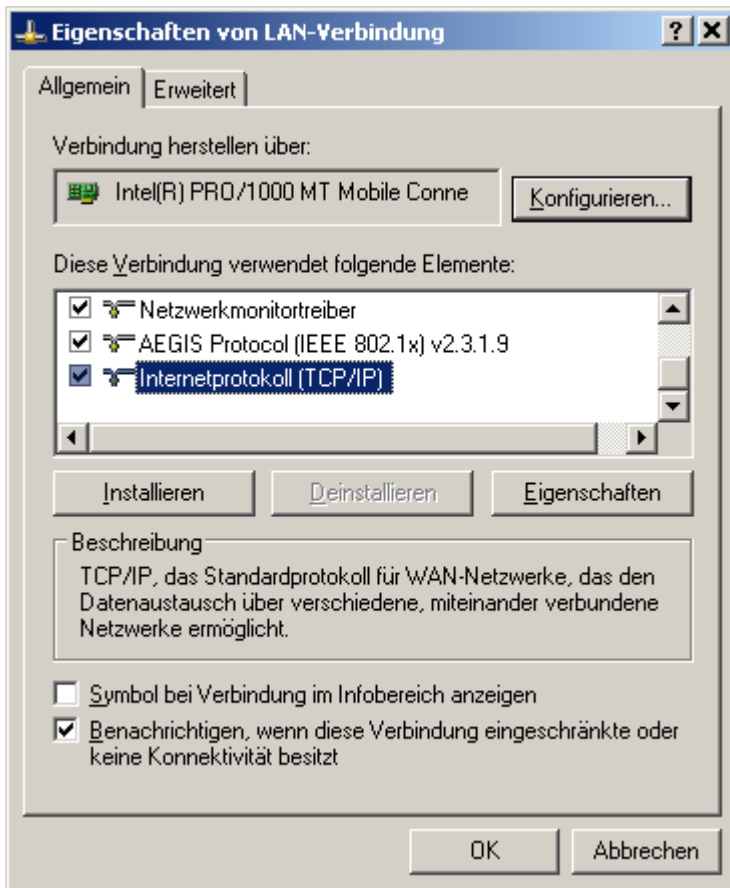 Eigenschaften von LAN-Verbindung
Allgemein
Erweitert
Verbindung herstellen über:
Intel(R) PRO/1000 MT Mobile Conne
Konfigurieren...
Diese Verbindung verwendet folgende Elemente:
Netzwerkmonitortreiber
AEGIS Protocol (IEEE 802.1x) v2.3.1.9
Internetprotokoll (TCP/IP)
Installieren
Deinstallieren
Eigenschaften
Beschreibung
TCP/IP, das Standardprotokoll für WAN-Netzwerke, das den
Datenaustausch über verschiedene, miteinander verbundene
Netzwerke ermöglicht.
Symbol bei Verbindung im Infobereich anzeigen
Benachrichtigen, wenn diese Verbindung eingeschränkte oder
keine Konnektivität besitzt
OK
Abbrechen